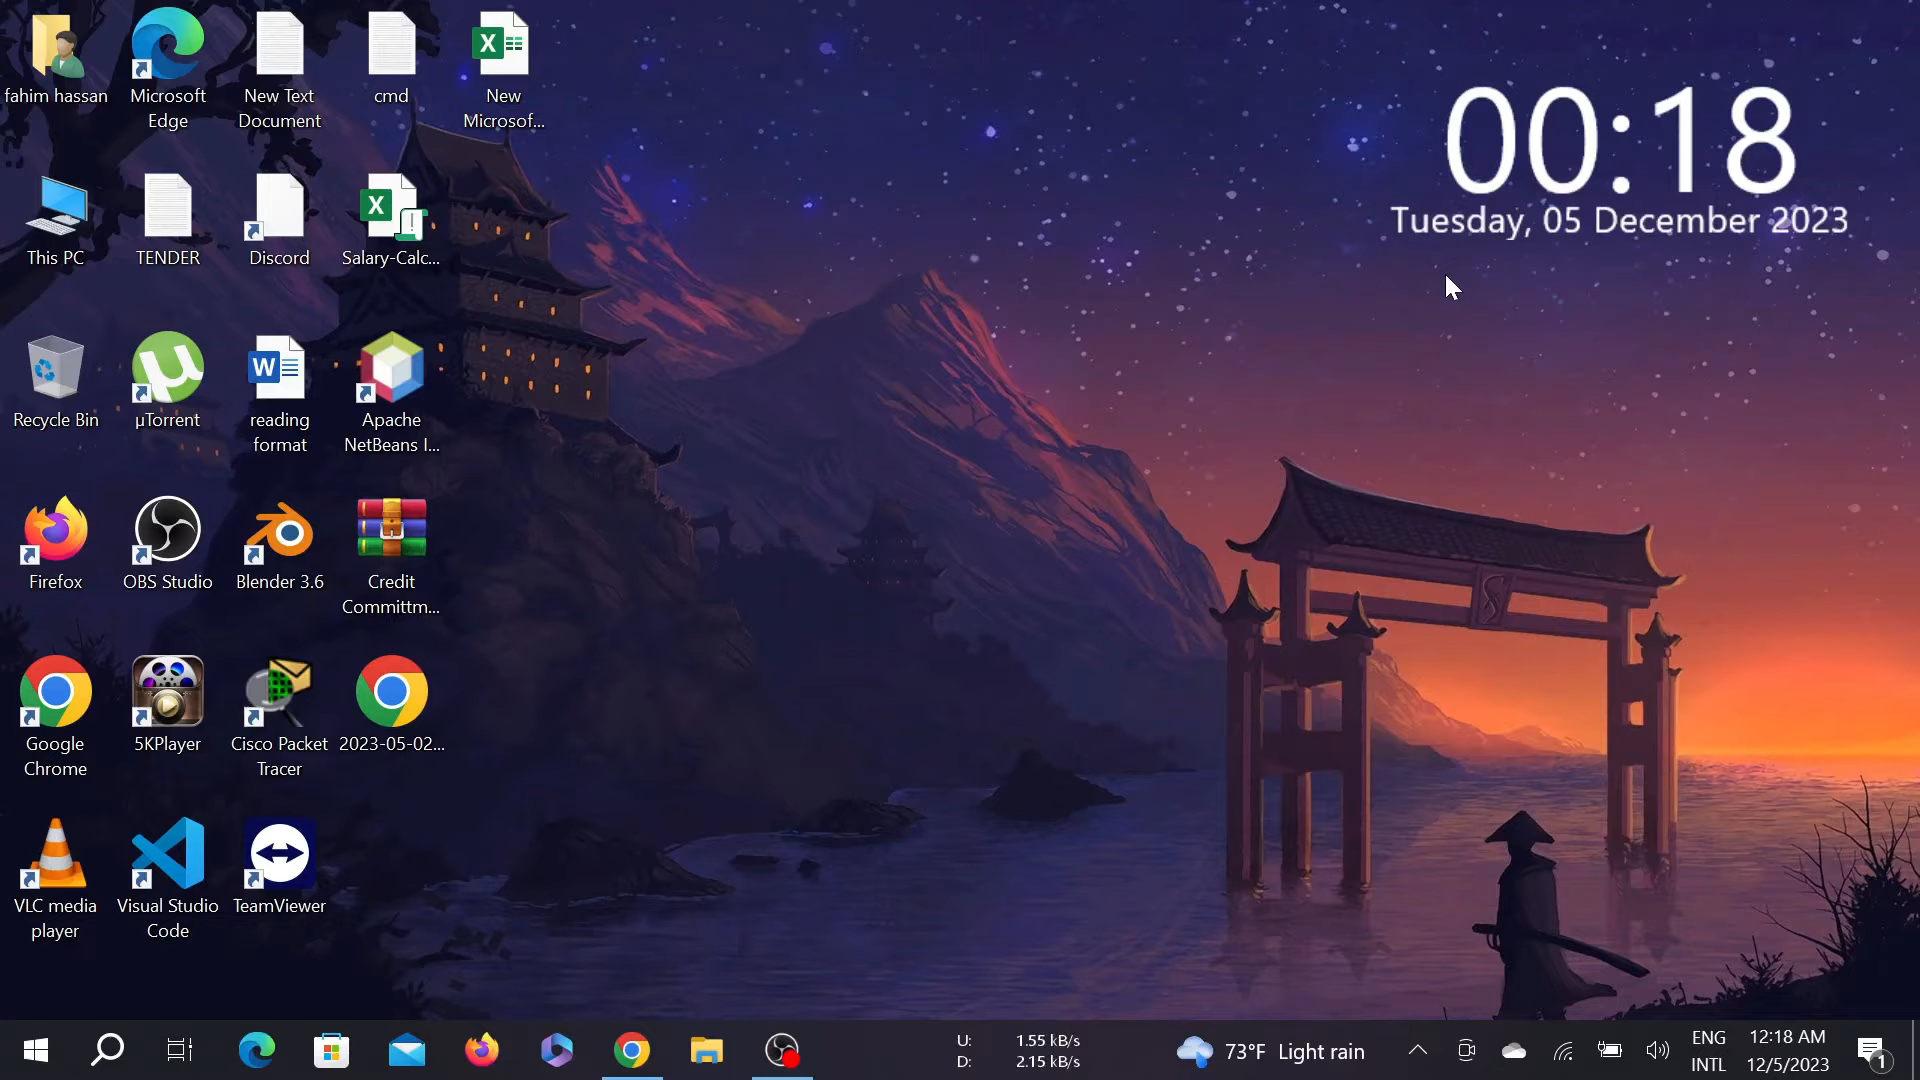 fahim hassan
Microsoft
Edge
New Text
Document
cmd
New
Microsof...
00:18
Tuesday, 05 December 2023
This PC
TENDER
Discord
Salary-Calc...
Recycle Bin
µTorrent
reading
format
Apache
NetBeans I...
Firefox
OBS Studio
Blender 3.6
Credit
Committm...
Google
Chrome
5KPlayer
Cisco Packet
Tracer
2023-05-02...
VLC media
player
Visual Studio
Code
TeamViewer
U: 1.55 kB/s
D: 2.15 kB/s
73°F Light rain
ENG
INTL
12:18 AM
12/5/2023
1